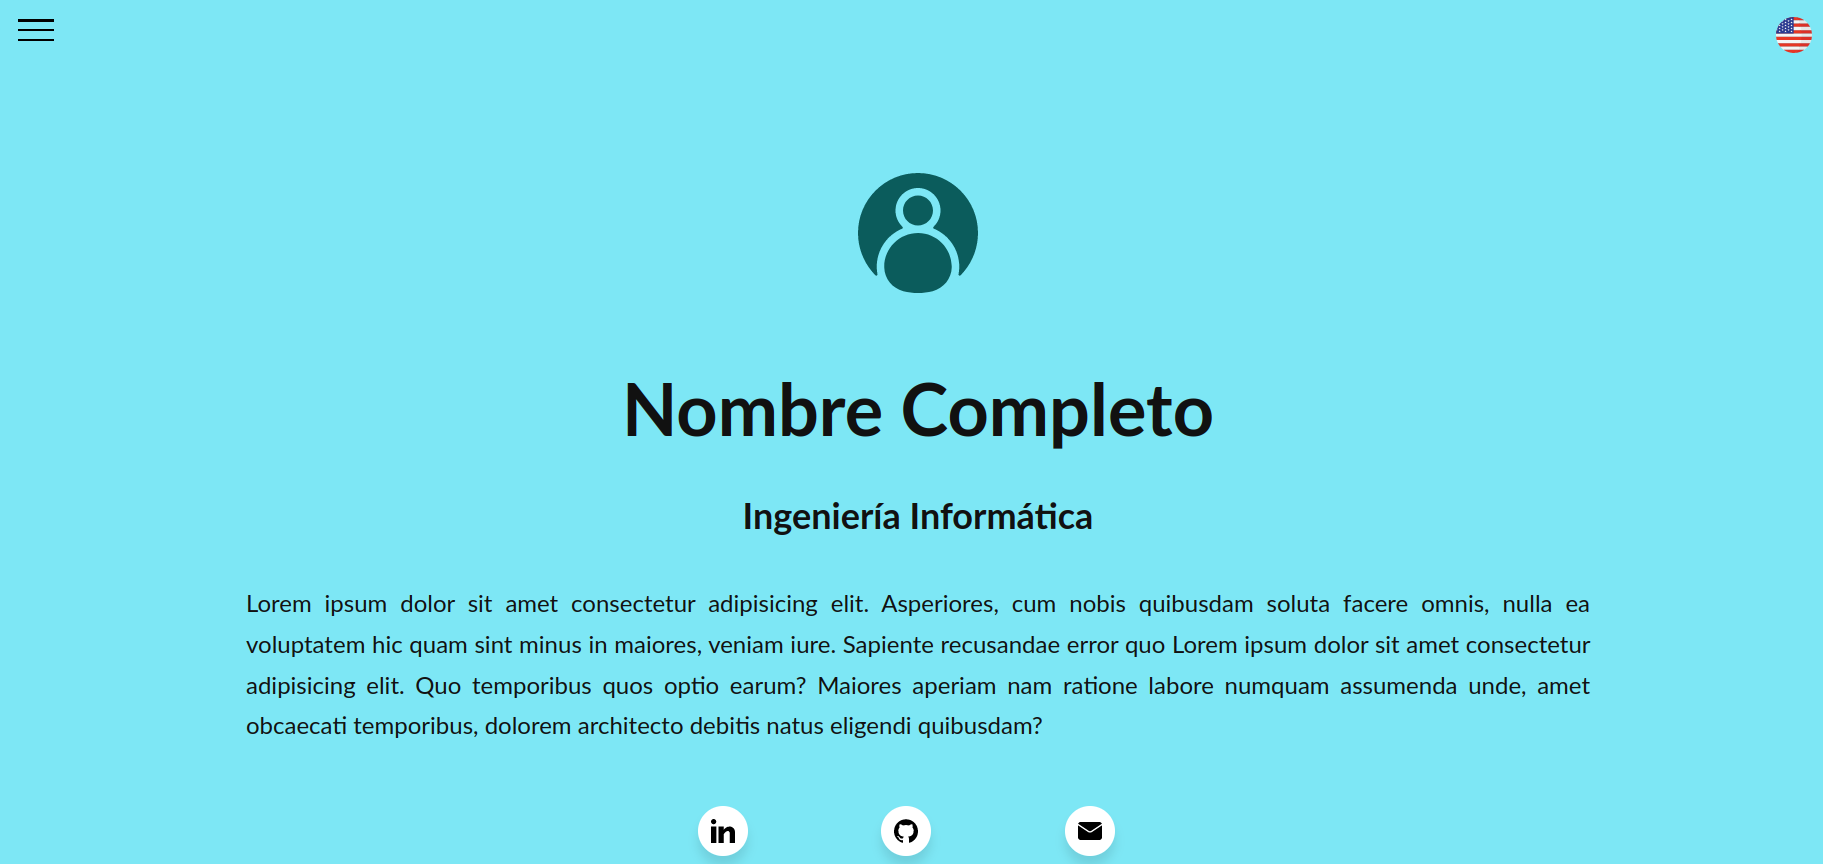 Nombre Completo
Ingeniería Informática
Lorem ipsum dolor sit amet consectetur adipisicing elit. Asperiores, cum nobis quibusdam soluta facere omnis, nulla ea
voluptatem hic quam sint minus in maiores, veniam iure. Sapiente recusandae error quo Lorem ipsum dolor sit amet consectetur
adipisicing elit. Quo temporibus quos optio earum? Maiores aperiam nam ratione labore numquam assumenda unde, amet
obcaecati temporibus, dolorem architecto debitis natus eligendi quibusdam?
in